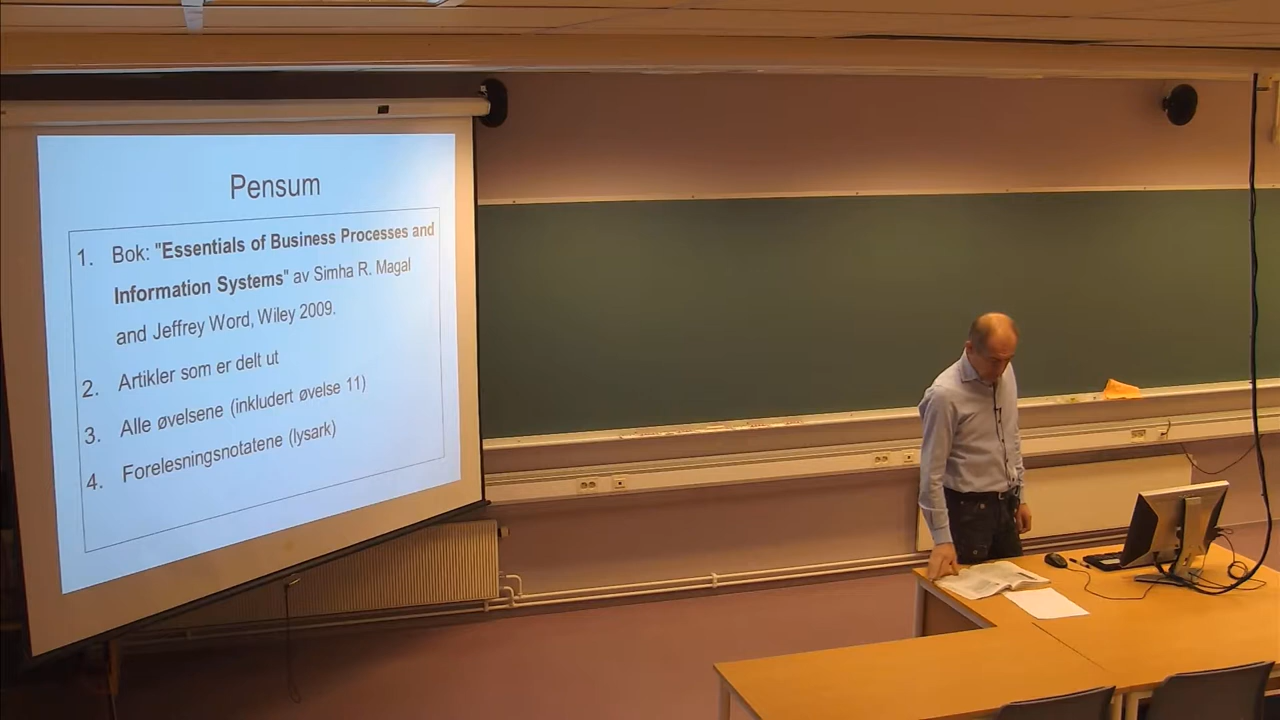 Pensum
1. Bok: "Essentials of Business Processes and
Information Systems" av Simha R. Magal
and Jeffrey Word, Wiley 2009.
2. Artikler som er delt ut
3. Alle øvelsene (inkludert øvelse 11)
4. Forelesningsnotatene (lysark)